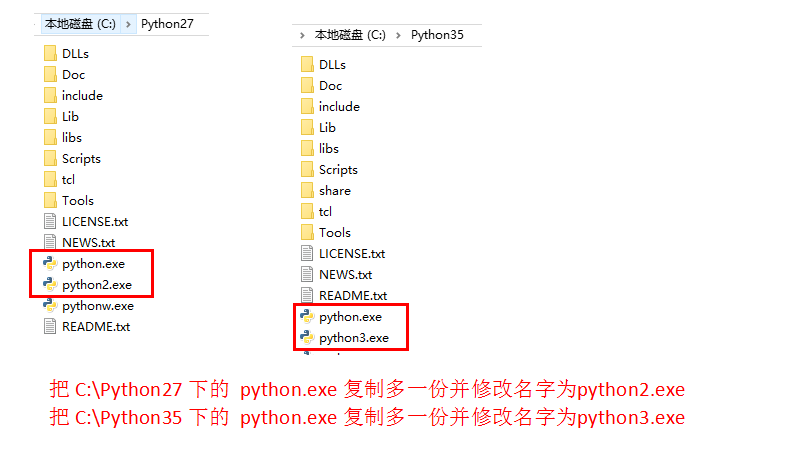 本地磁盘 (C:) > Python27
DLLs
Doc
include
Lib
libs
Scripts
tcl
Tools
LICENSE.txt
NEWS.txt
python.exe
python2.exe
pythonw.exe
README.txt
> 本地磁盘 (C:) > Python35
DLLs
Doc
include
Lib
libs
Scripts
share
tcl
Tools
LICENSE.txt
NEWS.txt
README.txt
python.exe
python3.exe
把 C:\Python27 下的 python.exe 复制多一份并修改名字为python2.exe
把 C:\Python35 下的 python.exe 复制多一份并修改名字为python3.exe